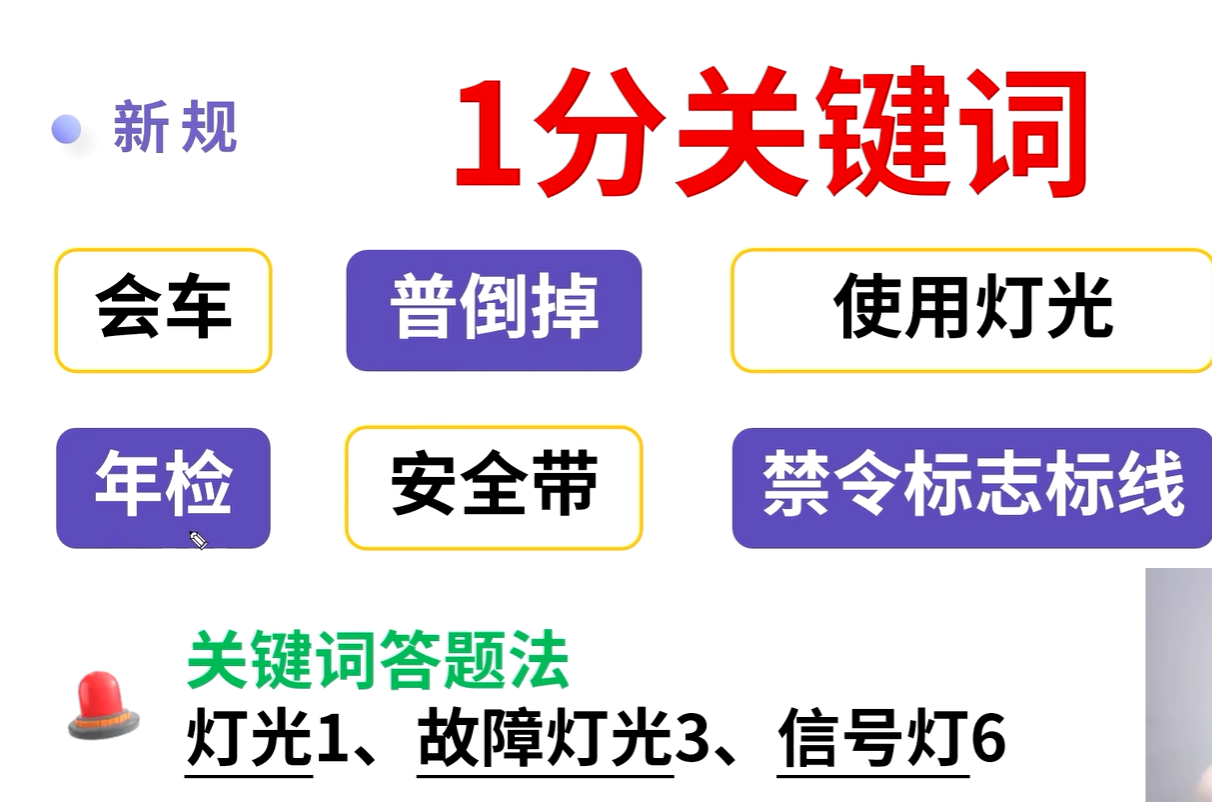 新规
1分关键词
会车 普倒掉 使用灯光
年检 安全带 禁令标志标线
关键词答题法
灯光1、故障灯光3、信号灯6